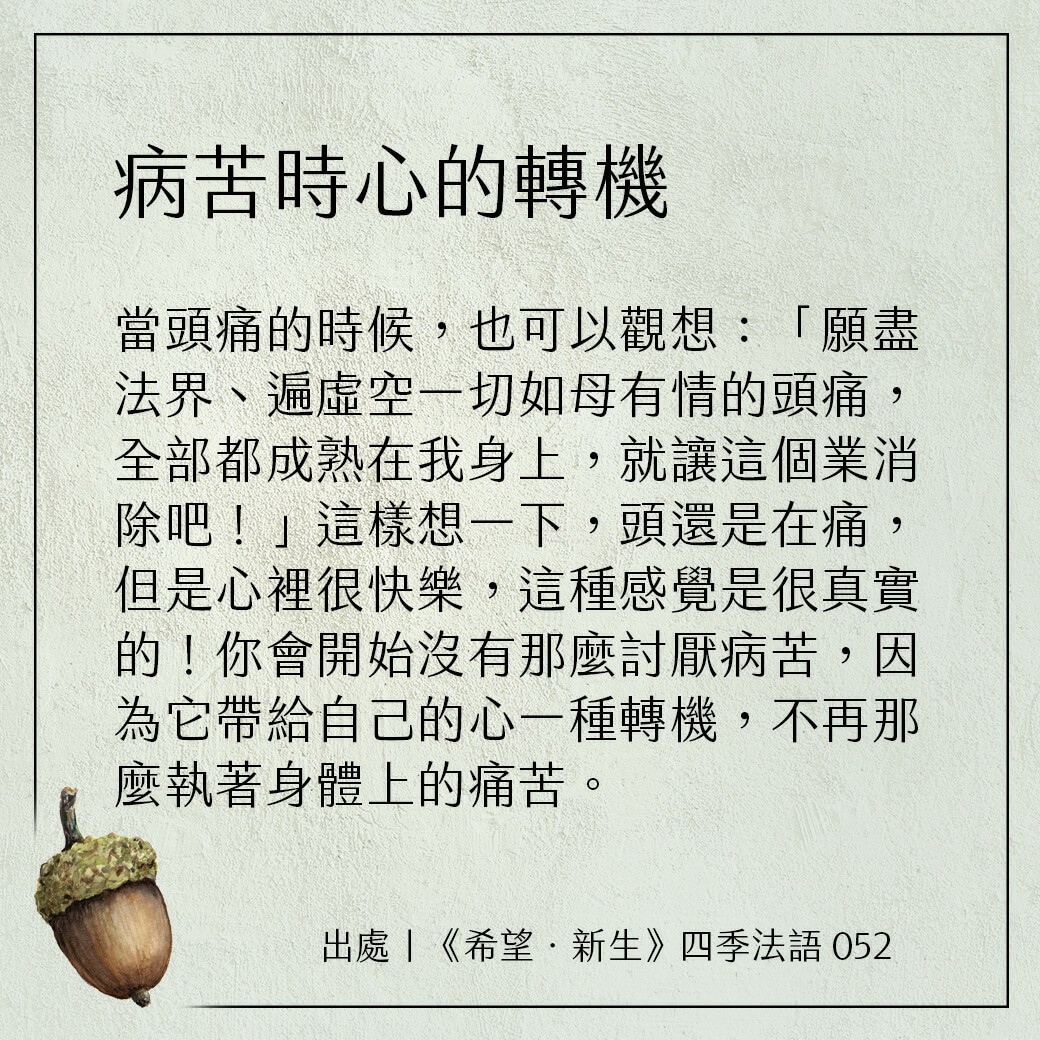 病苦時心的轉機
當頭痛的時候，也可以觀想：「願盡
法界、遍虛空一切如母有情的頭痛，
全部都成熟在我身上，就讓這個業消
除吧！」這樣想一下，頭還是在痛，
但是心裡很快樂，這種感覺是很真實
的！你會開始沒有那麼討厭病苦，因
為它帶給自己的心一種轉機，不再那
麼執著身體上的痛苦。
出處｜《希望．新生》四季法語 052